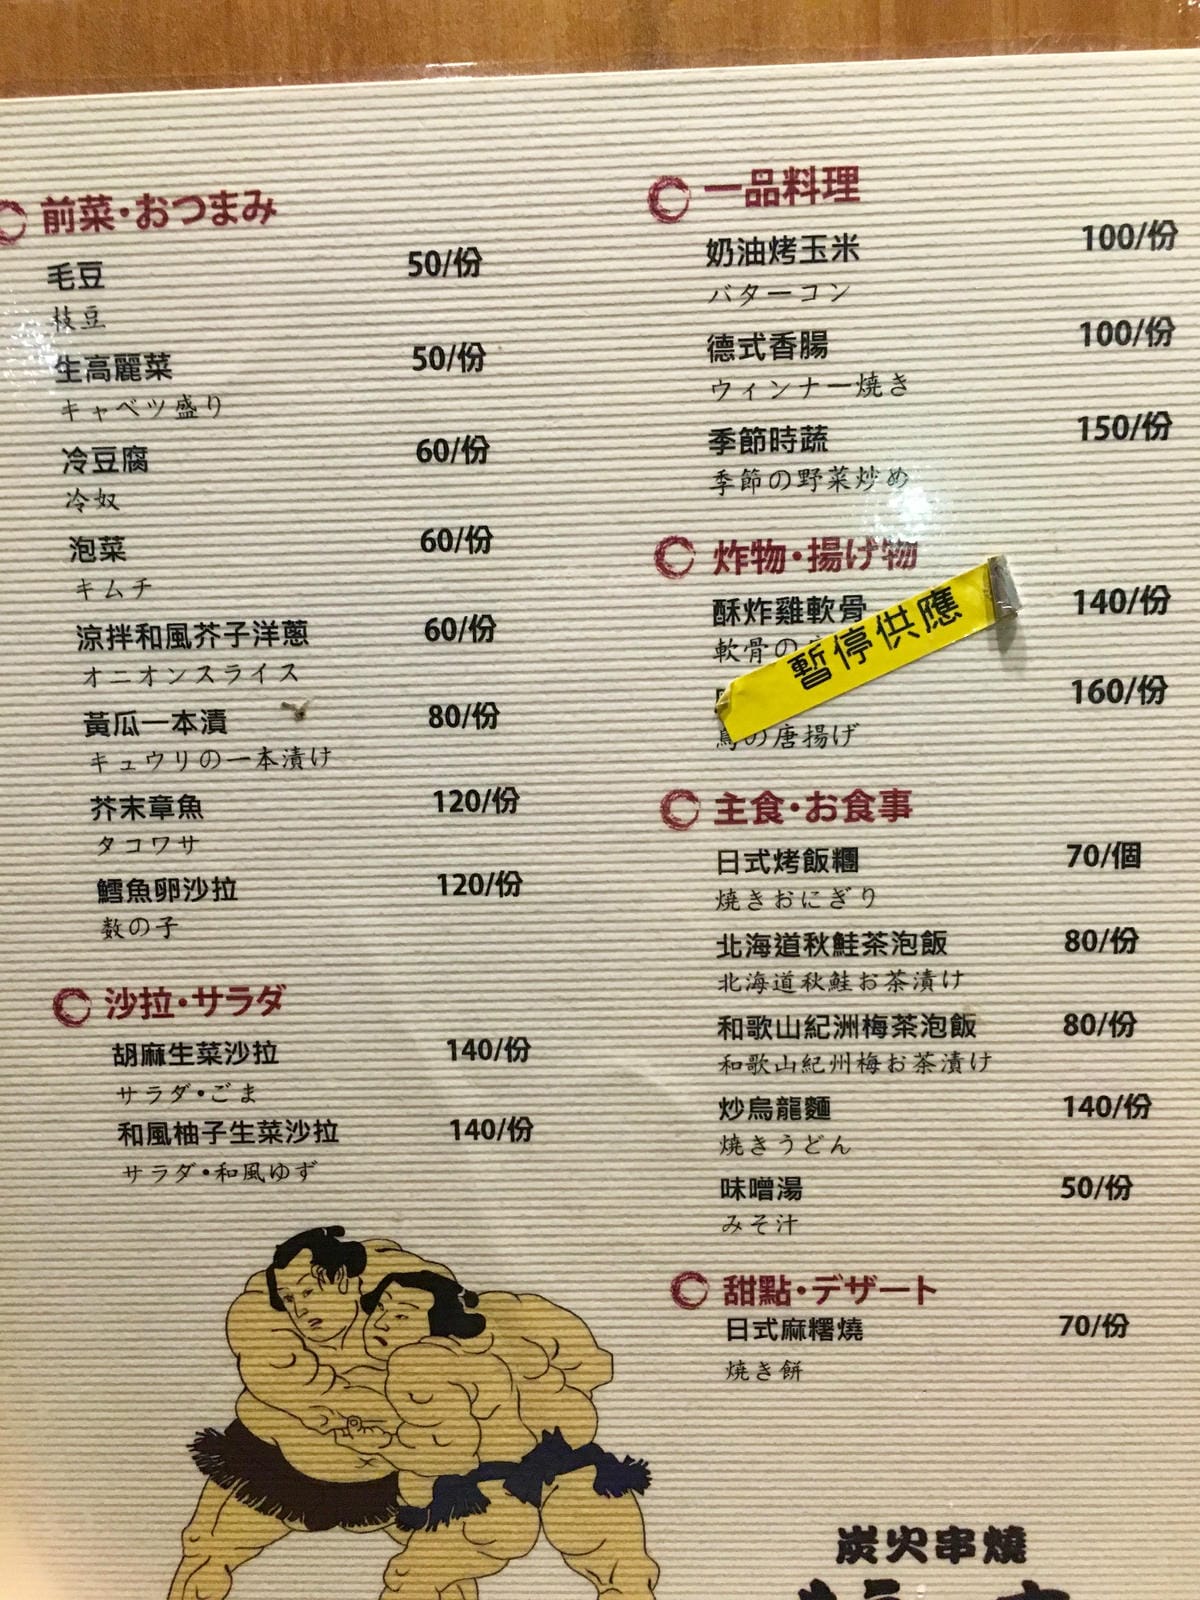 前菜・おつまみ
毛豆 50/份
枝豆
生高麗菜 50/份
キャベツ盛り
冷豆腐 60/份
冷奴
泡菜 60/份
キムチ
涼拌和風芥子洋蔥 60/份
オニオンスライス
黃瓜一本漬 80/份
キュウリの一本漬け
芥末章魚 120/份
タコワサ
鱈魚卵沙拉 120/份
数の子
沙拉・サラダ
胡麻生菜沙拉 140/份
サラダ・ごま
和風柚子生菜沙拉 140/份
サラダ・和風ゆず
一品料理
奶油烤玉米 100/份
バターコン
德式香腸 100/份
ウィンナー焼き
季節時蔬 150/份
季節の野菜炒め
炸物・揚げ物
酥炸雞軟骨 140/份
軟骨の
暫停供應
160/份
鳥の唐揚げ
主食・お食事
日式烤飯糰 70/個
焼きおにぎり
北海道秋鮭茶泡飯 80/份
北海道秋鮭お茶漬け
和歌山紀洲梅茶泡飯 80/份
和歌山紀州梅お茶漬け
炒烏龍麵 140/份
焼きうどん
味噌湯 50/份
みそ汁
甜點・デザート
日式麻糬燒 70/份
焼き餅
炭火串燒